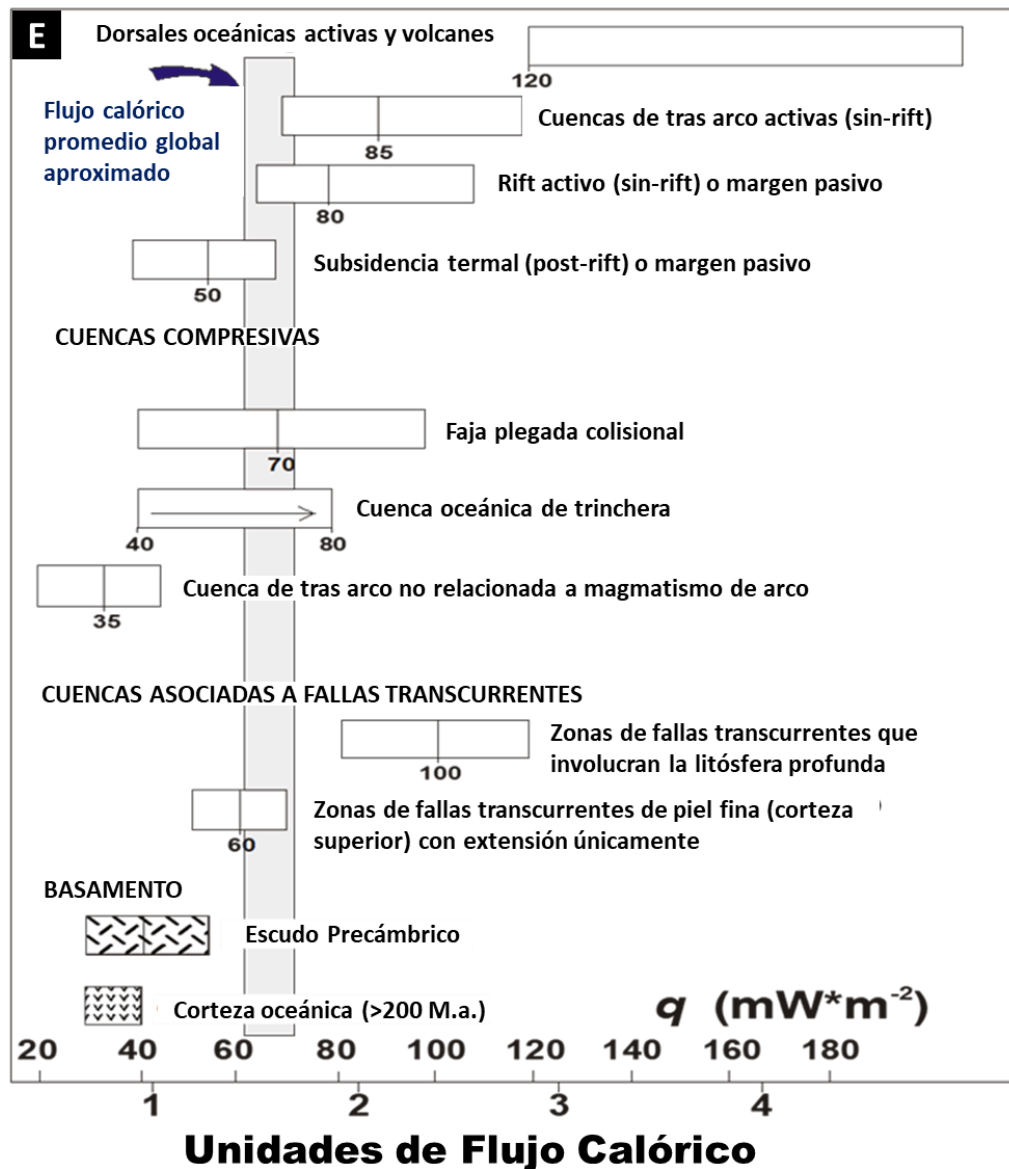 E
Dorsales oceánicas activas y volcanes
120
Flujo calórico
promedio global
aproximado
Cuencas de tras arco activas (sin-rift)
85
Rift activo (sin-rift) o margen pasivo
80
Subsidencia termal (post-rift) o margen pasivo
50
CUENCAS COMPRESIVAS
Faja plegada colisional
70
Cuenca oceánica de trinchera
40 80
Cuenca de tras arco no relacionada a magmatismo de arco
35
CUENCAS ASOCIADAS A FALLAS TRANSCURRENTES
Zonas de fallas transcurrentes que
involucran la litósfera profunda
100
Zonas de fallas transcurrentes de piel fina (corteza
superior) con extensión únicamente
60
BASAMENTO
Escudo Precámbrico
Corteza oceánica (>200 M.a.)
q (mW*m-2)
20 40 60 80 100 120 140 160 180
1 2 3 4
Unidades de Flujo Calórico